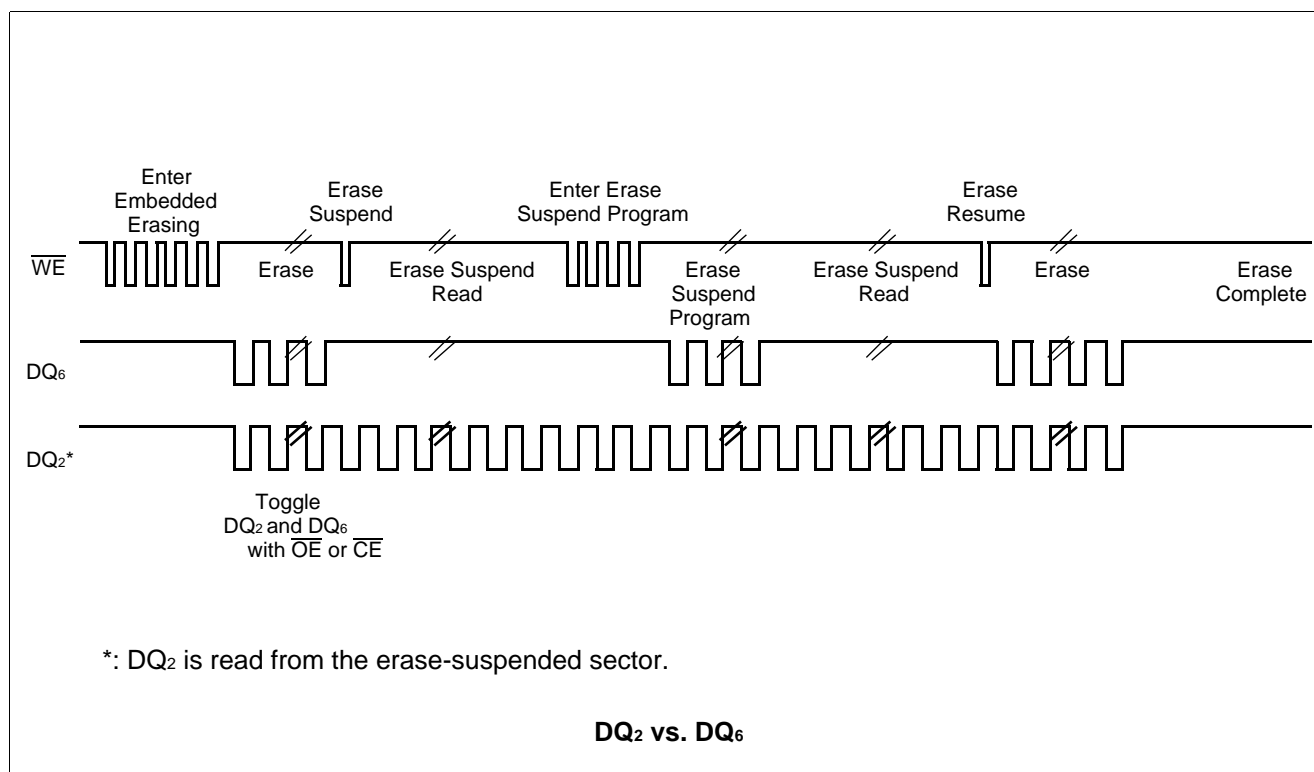 Enter
Embedded
Erasing
Erase
Suspend
Enter Erase
Suspend Program
Erase
Resume
WE
Erase
Erase Suspend
Read
Erase
Suspend
Program
Erase Suspend
Read
Erase
Erase
Complete
DQ6
DQ2*
Toggle
DQ2 and DQ6
with OE or CE
*: DQ2 is read from the erase-suspended sector.
DQ2 vs. DQ6